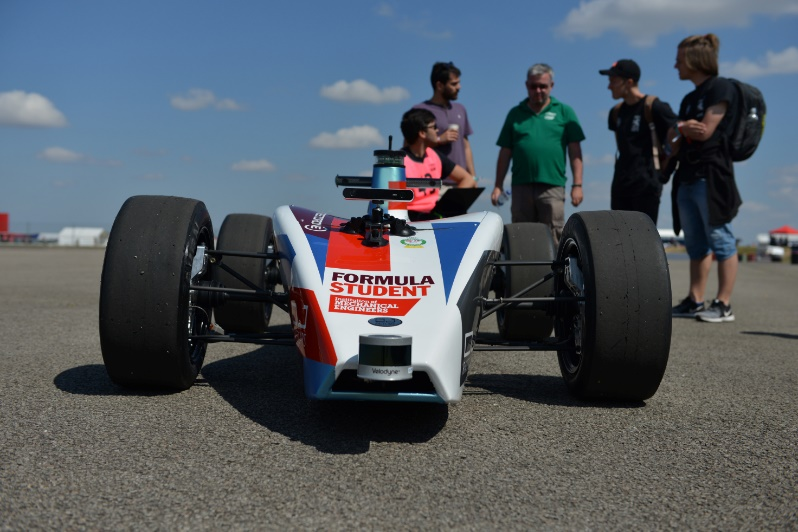 FORMULA
STUDENT
Institution of
MECHANICAL
ENGINEERS
Velodyne